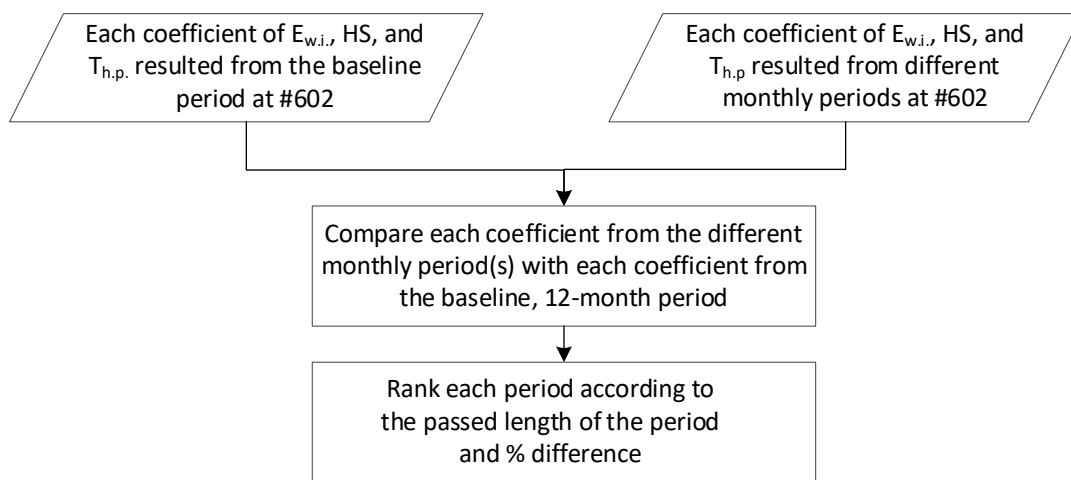 Each coefficient of Ew.i., HS, and
Th.p. resulted from the baseline
period at #602
Each coefficient of Ew.i., HS, and
Th.p resulted from different
monthly periods at #602
Compare each coefficient from the different
monthly period(s) with each coefficient from
the baseline, 12-month period
Rank each period according to
the passed length of the period
and % difference